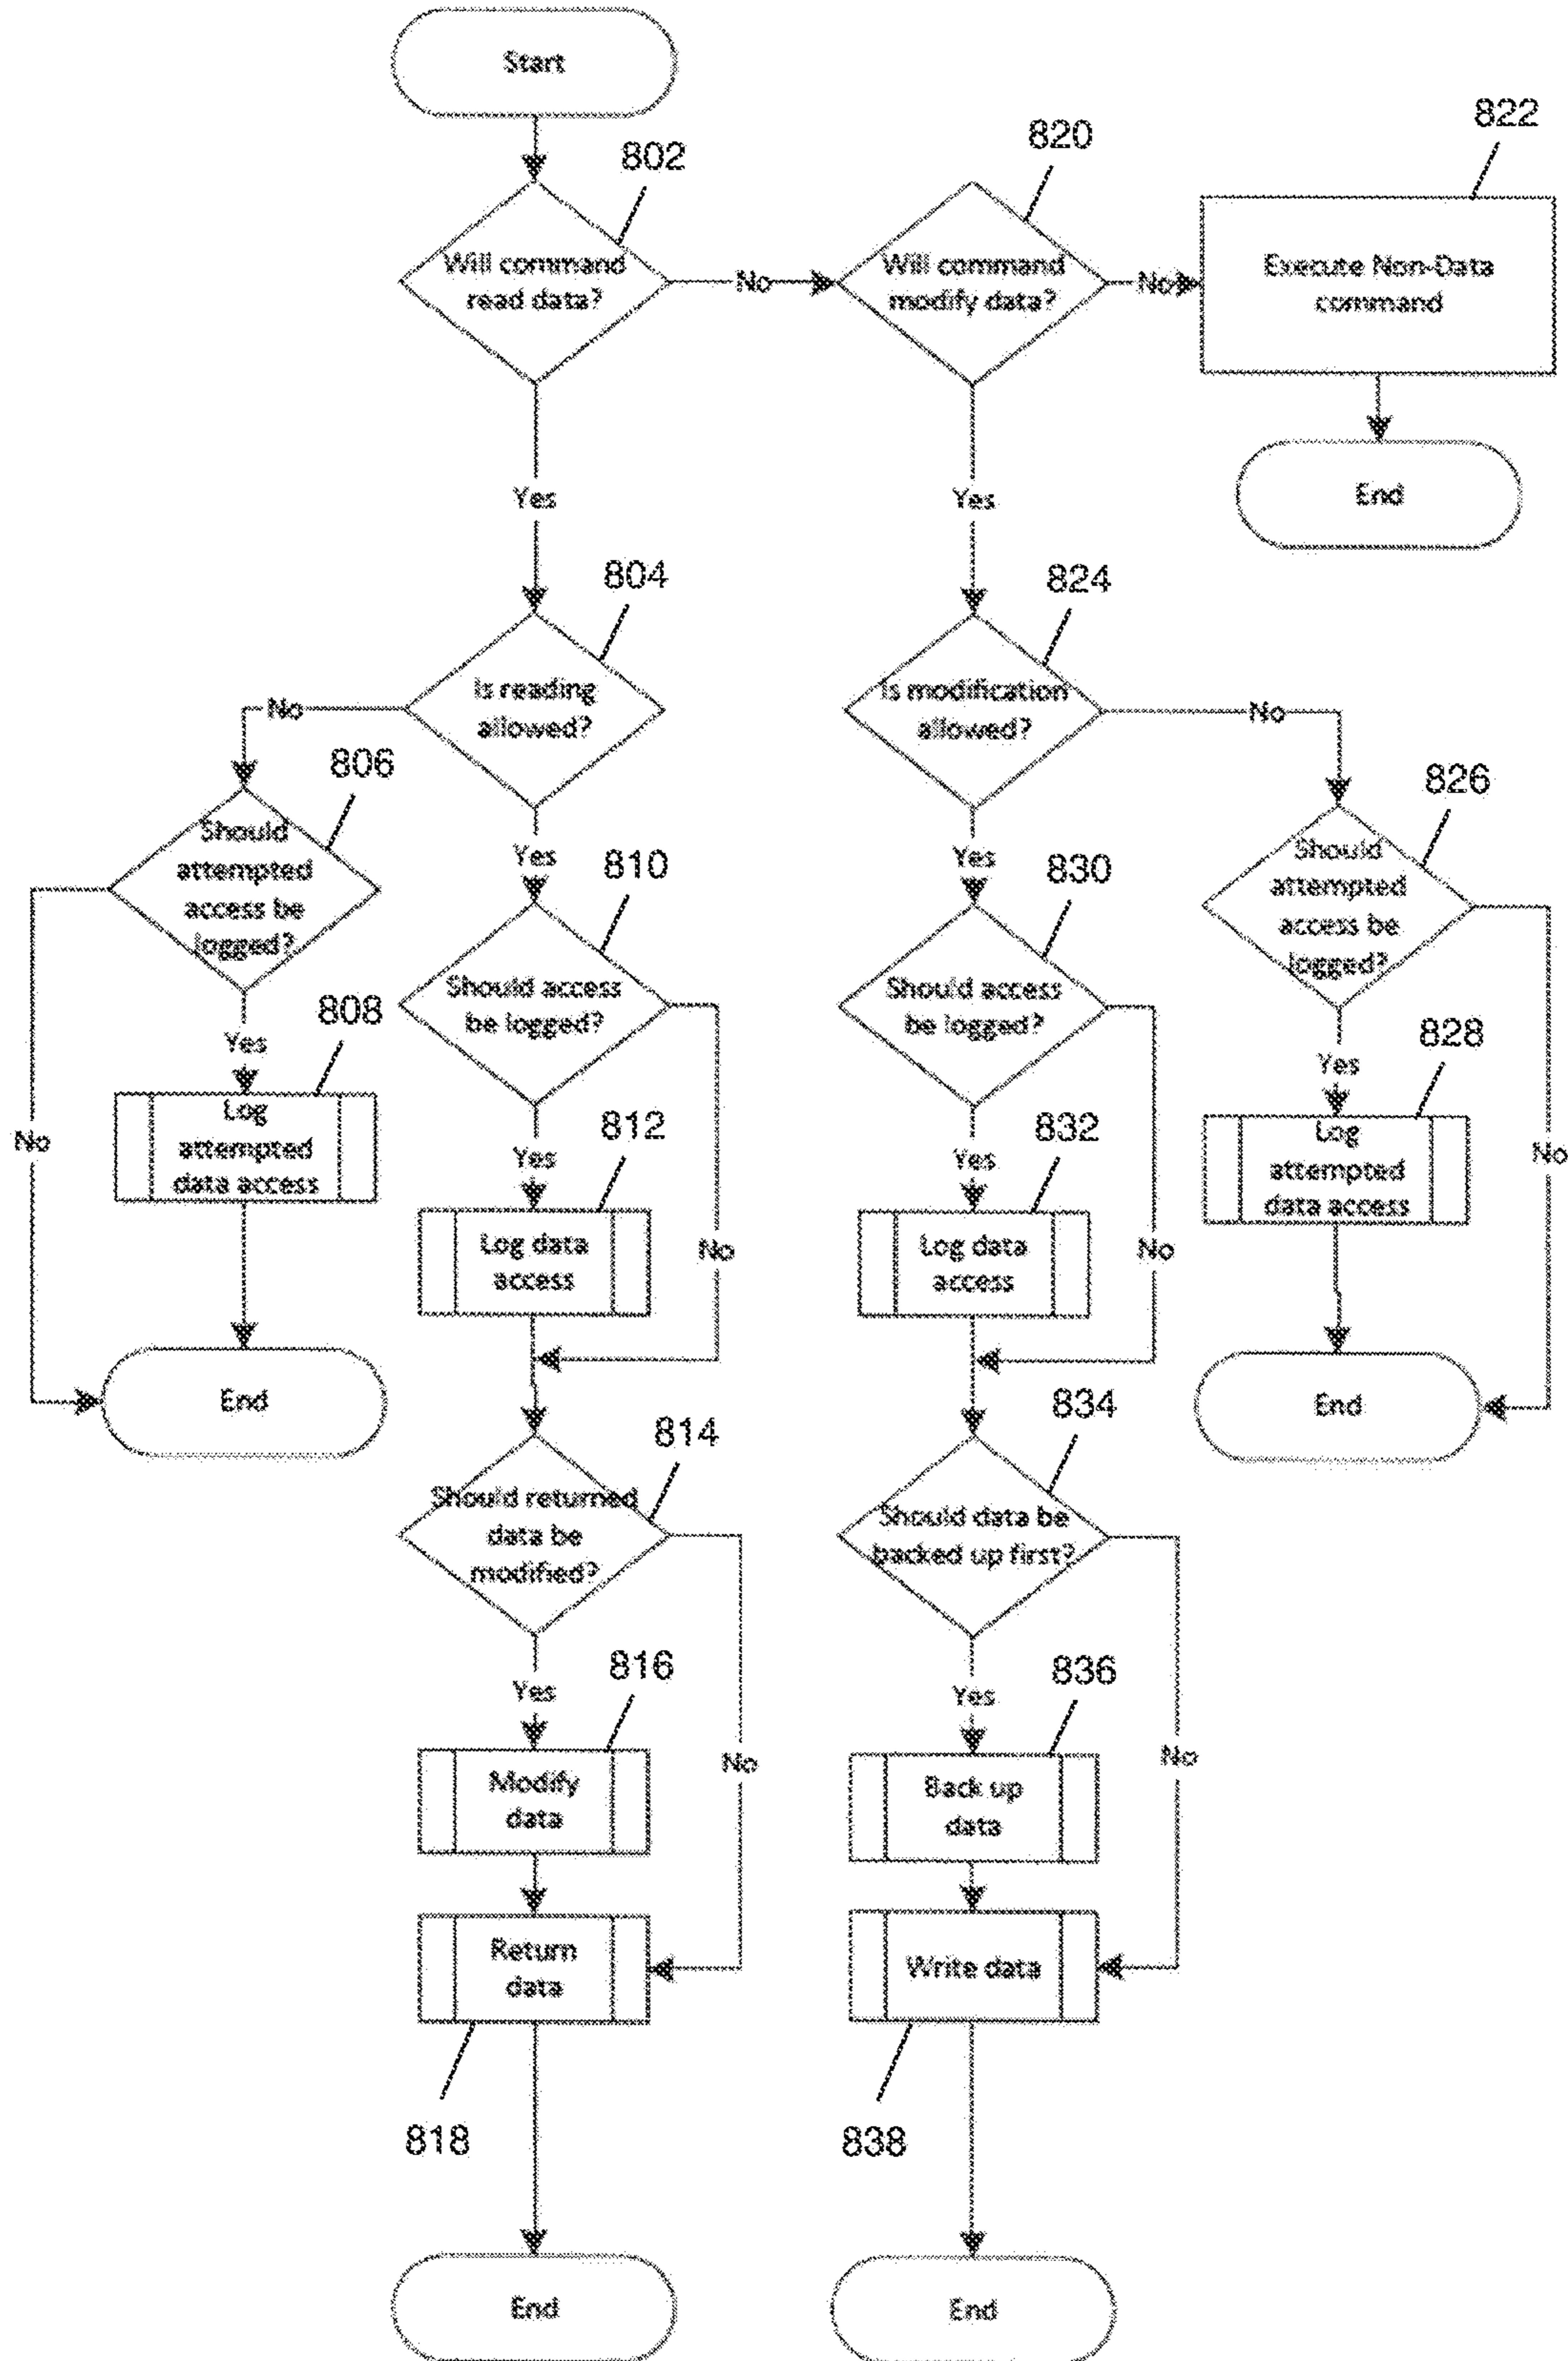 Start
802
Will command
read data?
No
820
Will command
modify data?
No
822
Execute Non-Data
command
End
Yes
Yes
804
Is reading
allowed?
No
824
Is modification
allowed?
No
806
Should
attempted
access be
logged?
Yes
810
Should access
be logged?
Yes
830
Should access
be logged?
826
Should
attempted
access be
logged?
Yes
808
Log
attempted
data access
No
Yes
812
Log data
access
No
Yes
832
Log data
access
No
Yes
828
Log
attempted
data access
No
End
End
814
Should returned
data be
modified?
834
Should data be
backed up first?
Yes
816
Modify
data
No
Yes
836
Back up
data
No
Return
data
Write data
818
838
End
End